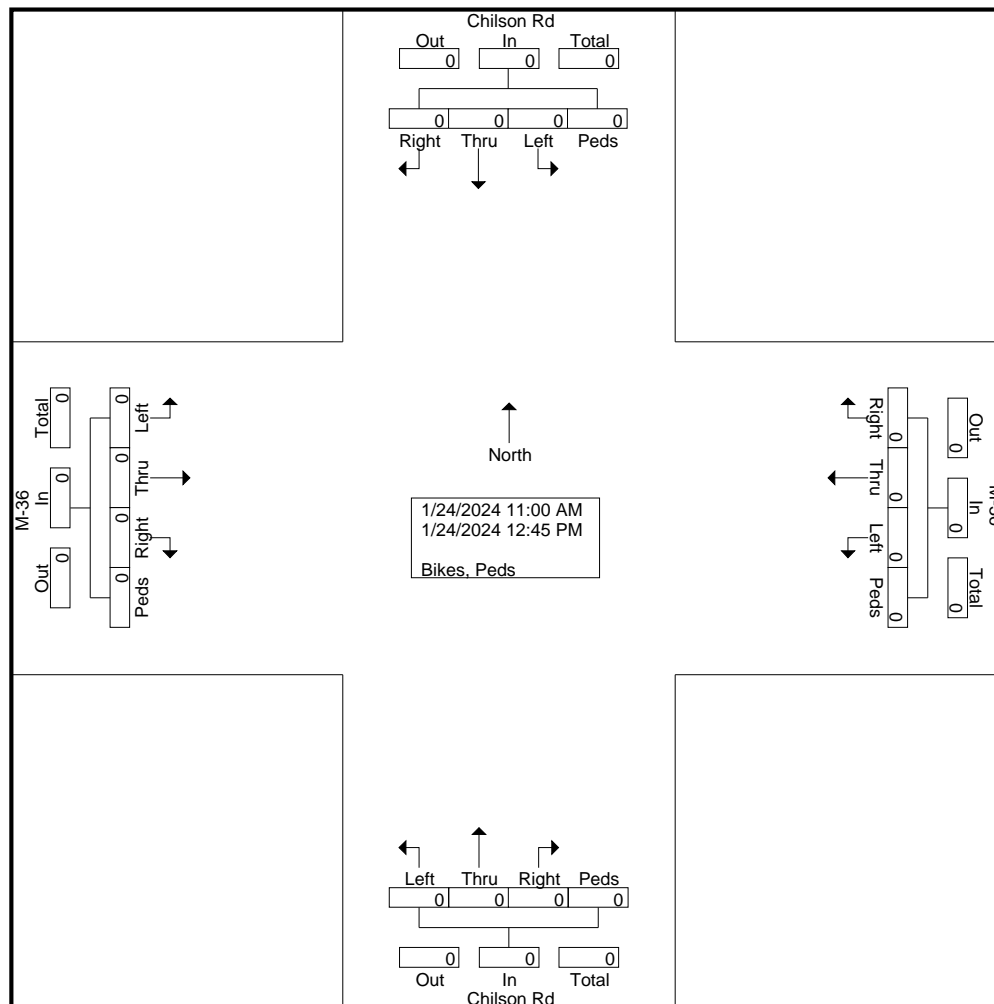 Chilson Rd
Out In Total
0 0 0
0 0 0 0
Right Thru Left Peds
M-36
Total In Out
0 0 0
0 0 0 0
Left Thru Right Peds
North
1/24/2024 11:00 AM
1/24/2024 12:45 PM
Bikes, Peds
Right Thru Left Peds
0 0 0 0
Out In Total
0 0 0
Left Thru Right Peds
0 0 0 0
0 0 0
Out In Total
Chilson Rd